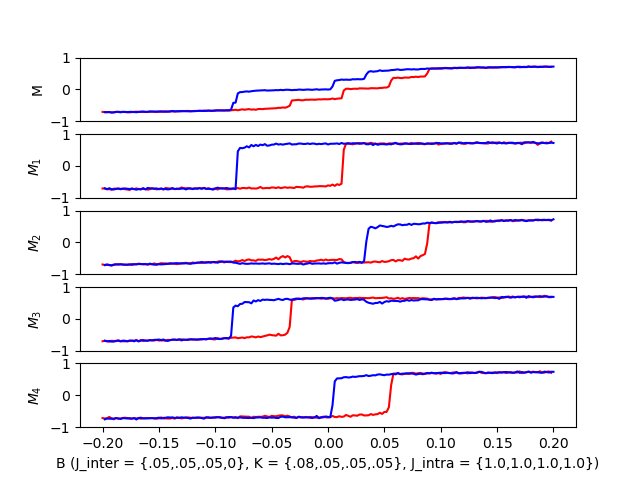 1
0
−1
M
1
0
−1
M₁
1
0
−1
M₂
1
0
−1
M₃
1
0
−1
M₄
−0.20 −0.15 −0.10 −0.05 0.00 0.05 0.10 0.15 0.20
B (J_inter = {.05,.05,.05,0}, K = {.08,.05,.05,.05}, J_intra = {1.0,1.0,1.0,1.0})